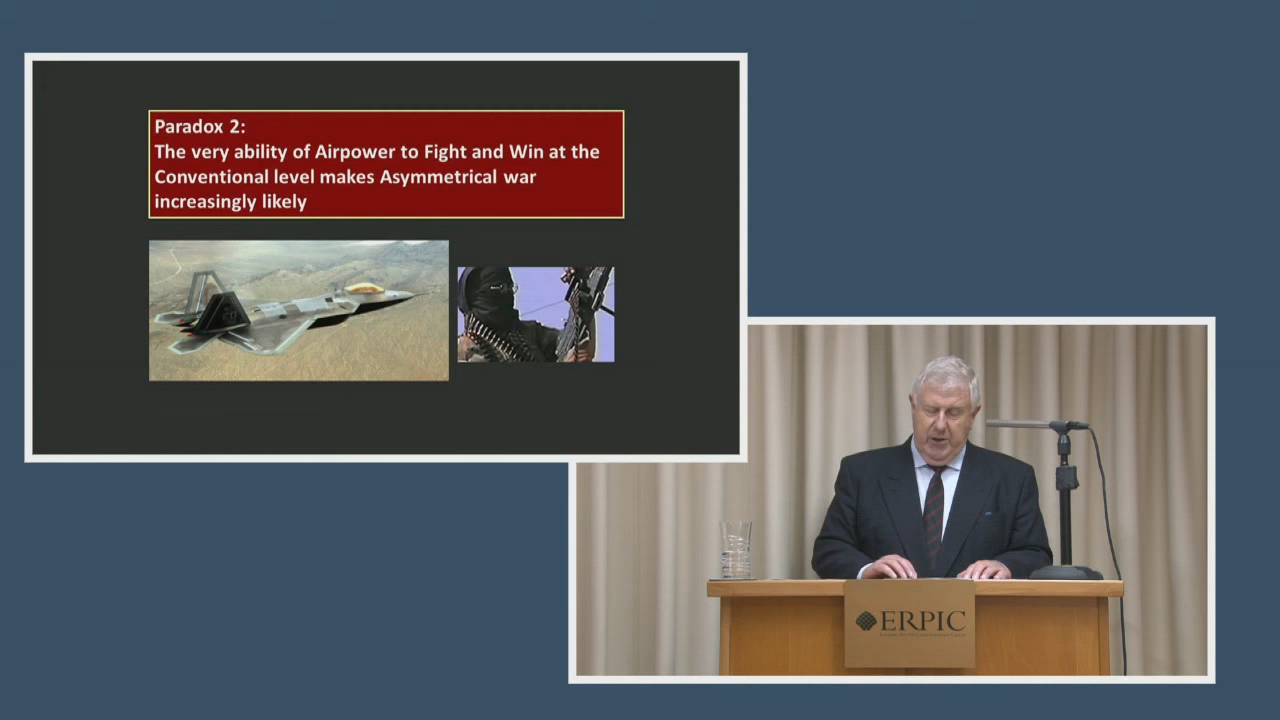 Paradox 2:
The very ability of Airpower to Fight and Win at the
Conventional level makes Asymmetrical war
increasingly likely
ERPIC